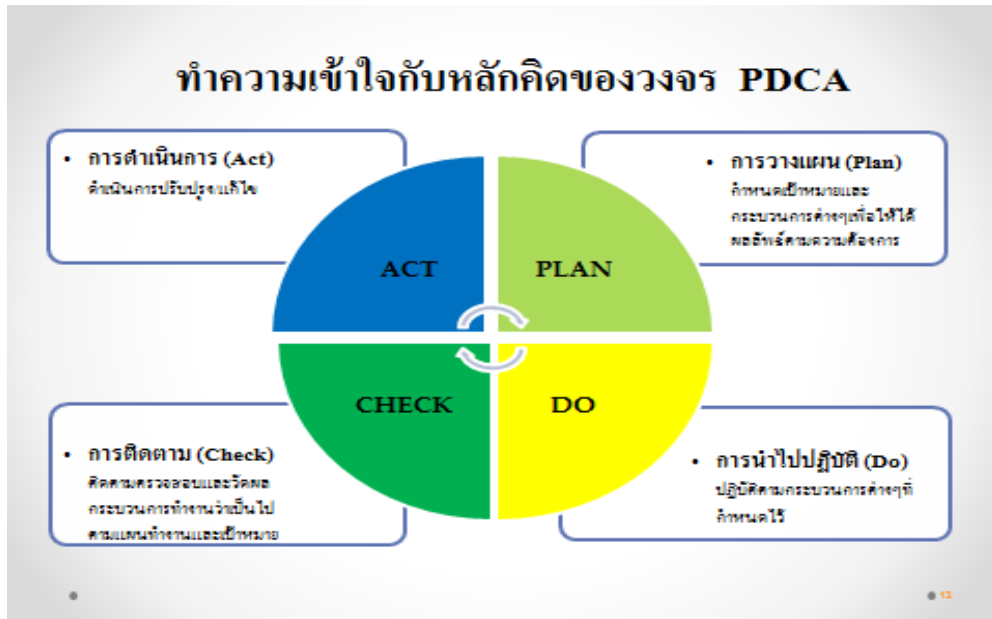 ทำความเข้าใจกับหลักคิดของวงจร PDCA
• การดำเนินการ (Act)
ดำเนินการปรับปรุง/แก้ไข
• การวางแผน (Plan)
กำหนดเป้าหมายและ
กระบวนการต่างๆเพื่อให้ได้
ผลลัพธ์ตามความต้องการ
ACT
PLAN
CHECK
DO
• การติดตาม (Check)
ติดตามตรวจสอบและวัดผล
กระบวนการทำงานว่าเป็นไป
ตามแผนทำงานและเป้าหมาย
• การนำไปปฏิบัติ (Do)
ปฏิบัติตามกระบวนการต่างๆที่
กำหนดไว้
12